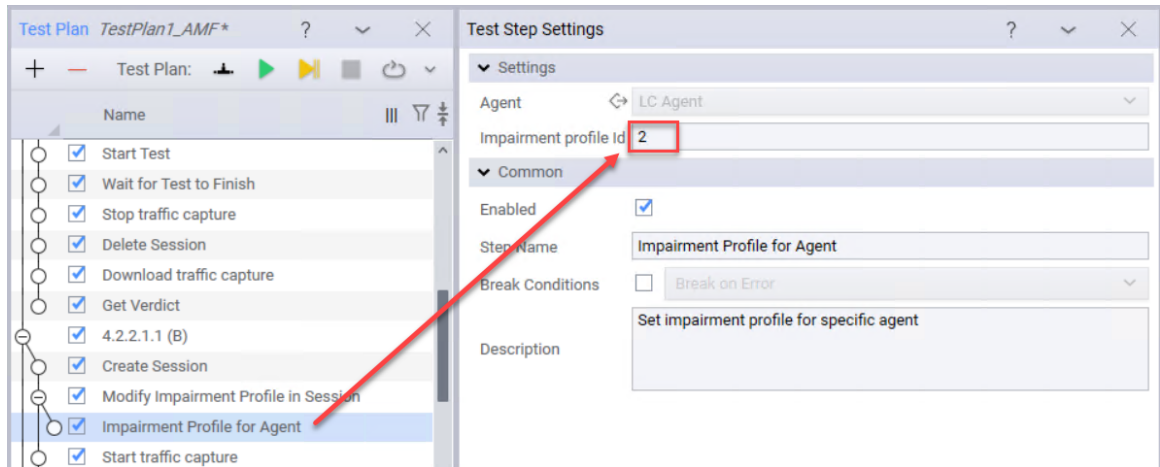 Test Plan TestPlan1_AMF* ?
Test Plan:
Name
Start Test
Wait for Test to Finish
Stop traffic capture
Delete Session
Download traffic capture
Get Verdict
4.2.2.1.1 (B)
Create Session
Modify Impairment Profile in Session
Impairment Profile for Agent
Start traffic capture
Test Step Settings ?
Settings
Agent LC Agent
Impairment profile Id 2
Common
Enabled
Step Name Impairment Profile for Agent
Break Conditions Break on Error
Description Set impairment profile for specific agent